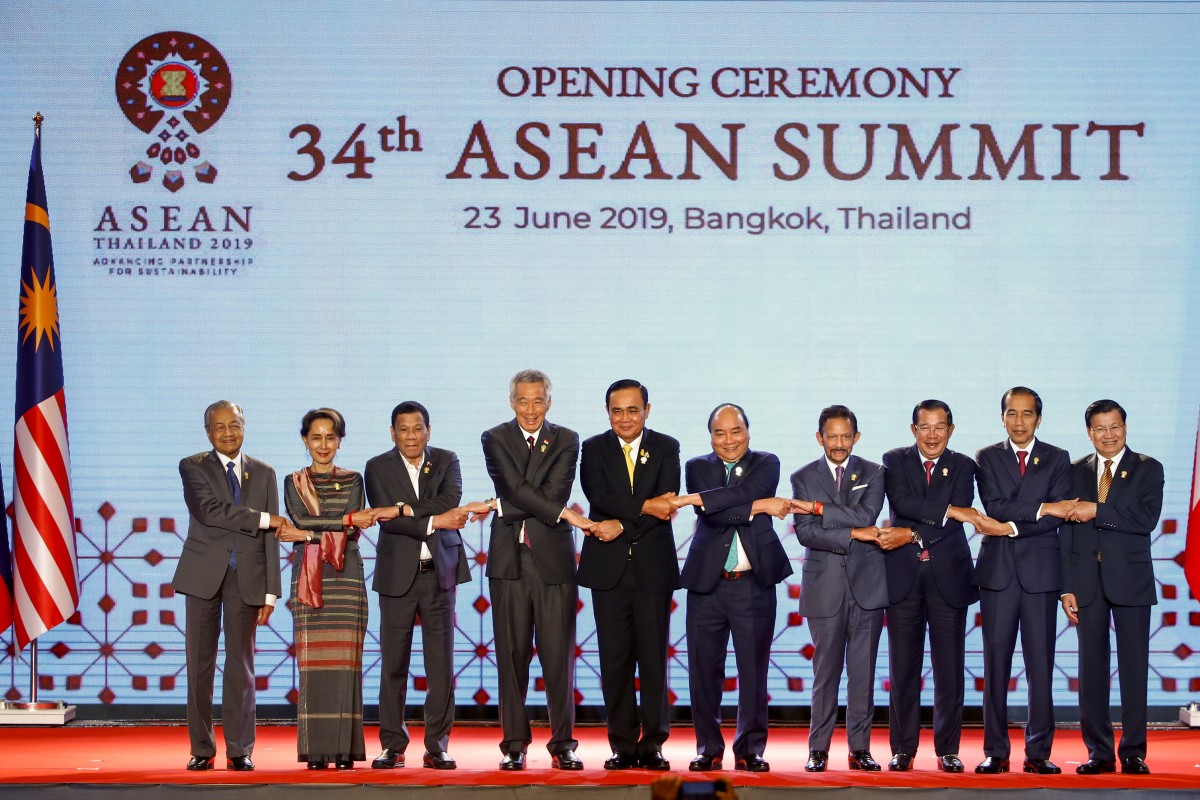 OPENING CEREMONY
34th ASEAN SUMMIT
23 June 2019, Bangkok, Thailand
ASEAN
THAILAND 2019
ADVANCING PARTNERSHIP
FOR SUSTAINABILITY